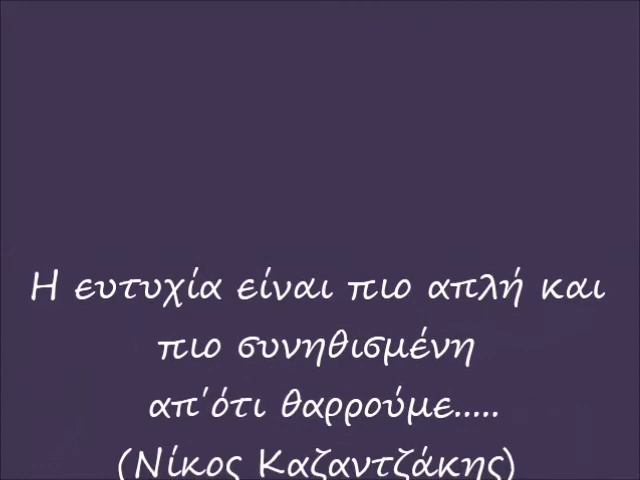 Η ευτυχία είναι πιο απλή και
πιο συνηθισμένη
απ'ότι θαρρούμε.....
(Νίκος Καζαντζάκης)